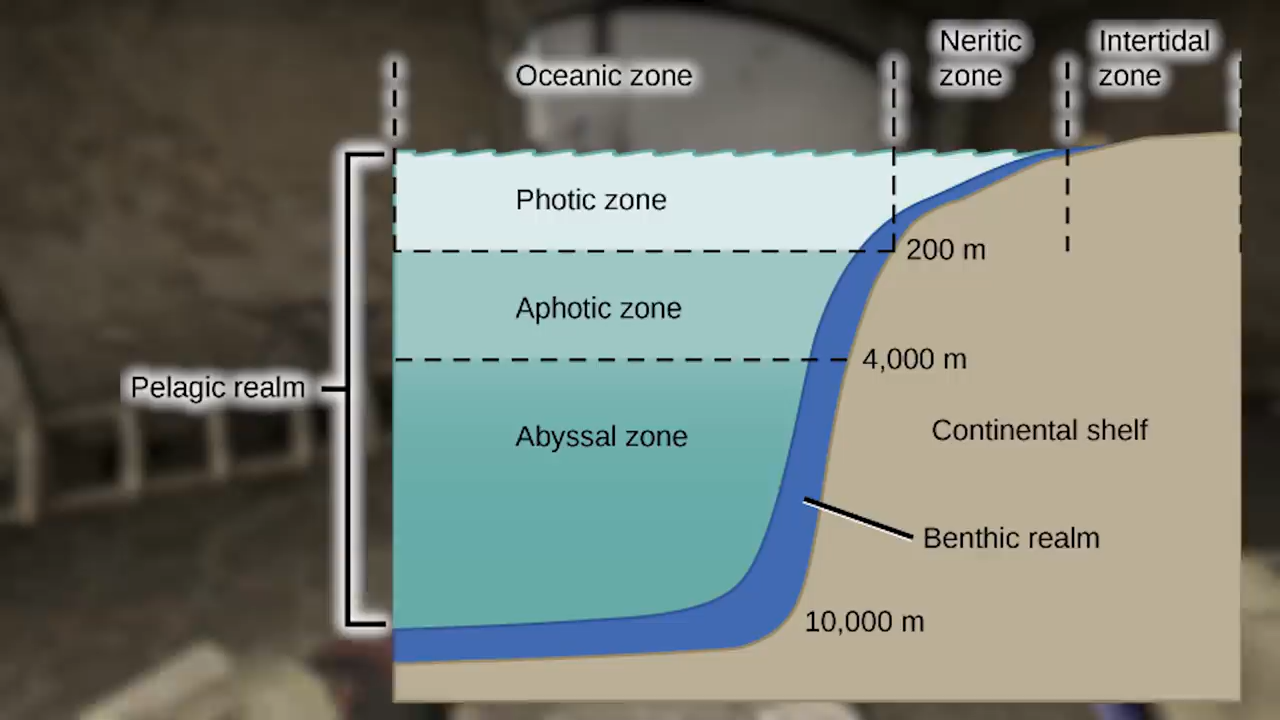 Oceanic zone
Neritic
zone
Intertidal
zone
Photic zone
200 m
Aphotic zone
4,000 m
Pelagic realm
Abyssal zone
Continental shelf
Benthic realm
10,000 m